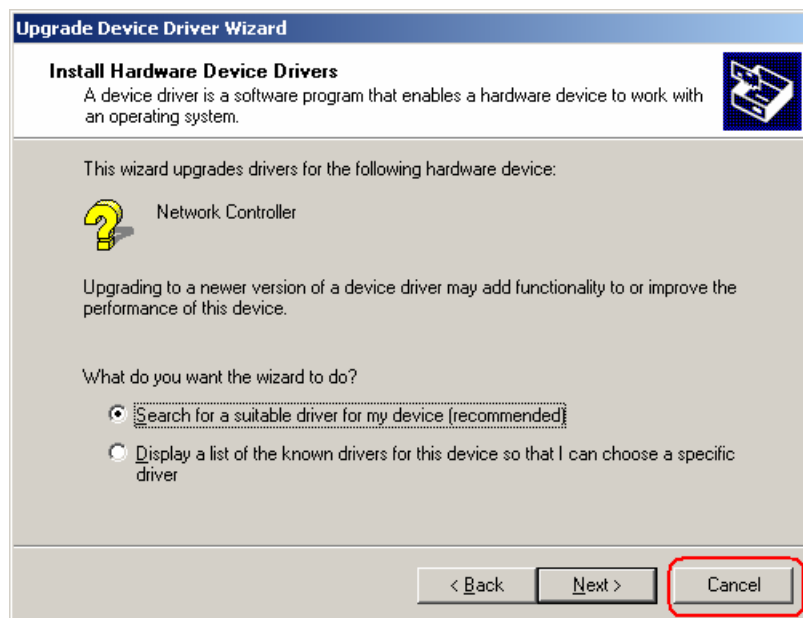 Upgrade Device Driver Wizard
Install Hardware Device Drivers
A device driver is a software program that enables a hardware device to work with
an operating system.
This wizard upgrades drivers for the following hardware device:
Network Controller
Upgrading to a newer version of a device driver may add functionality to or improve the
performance of this device.
What do you want the wizard to do?
Search for a suitable driver for my device (recommended)
Display a list of the known drivers for this device so that I can choose a specific
driver
< Back Next > Cancel